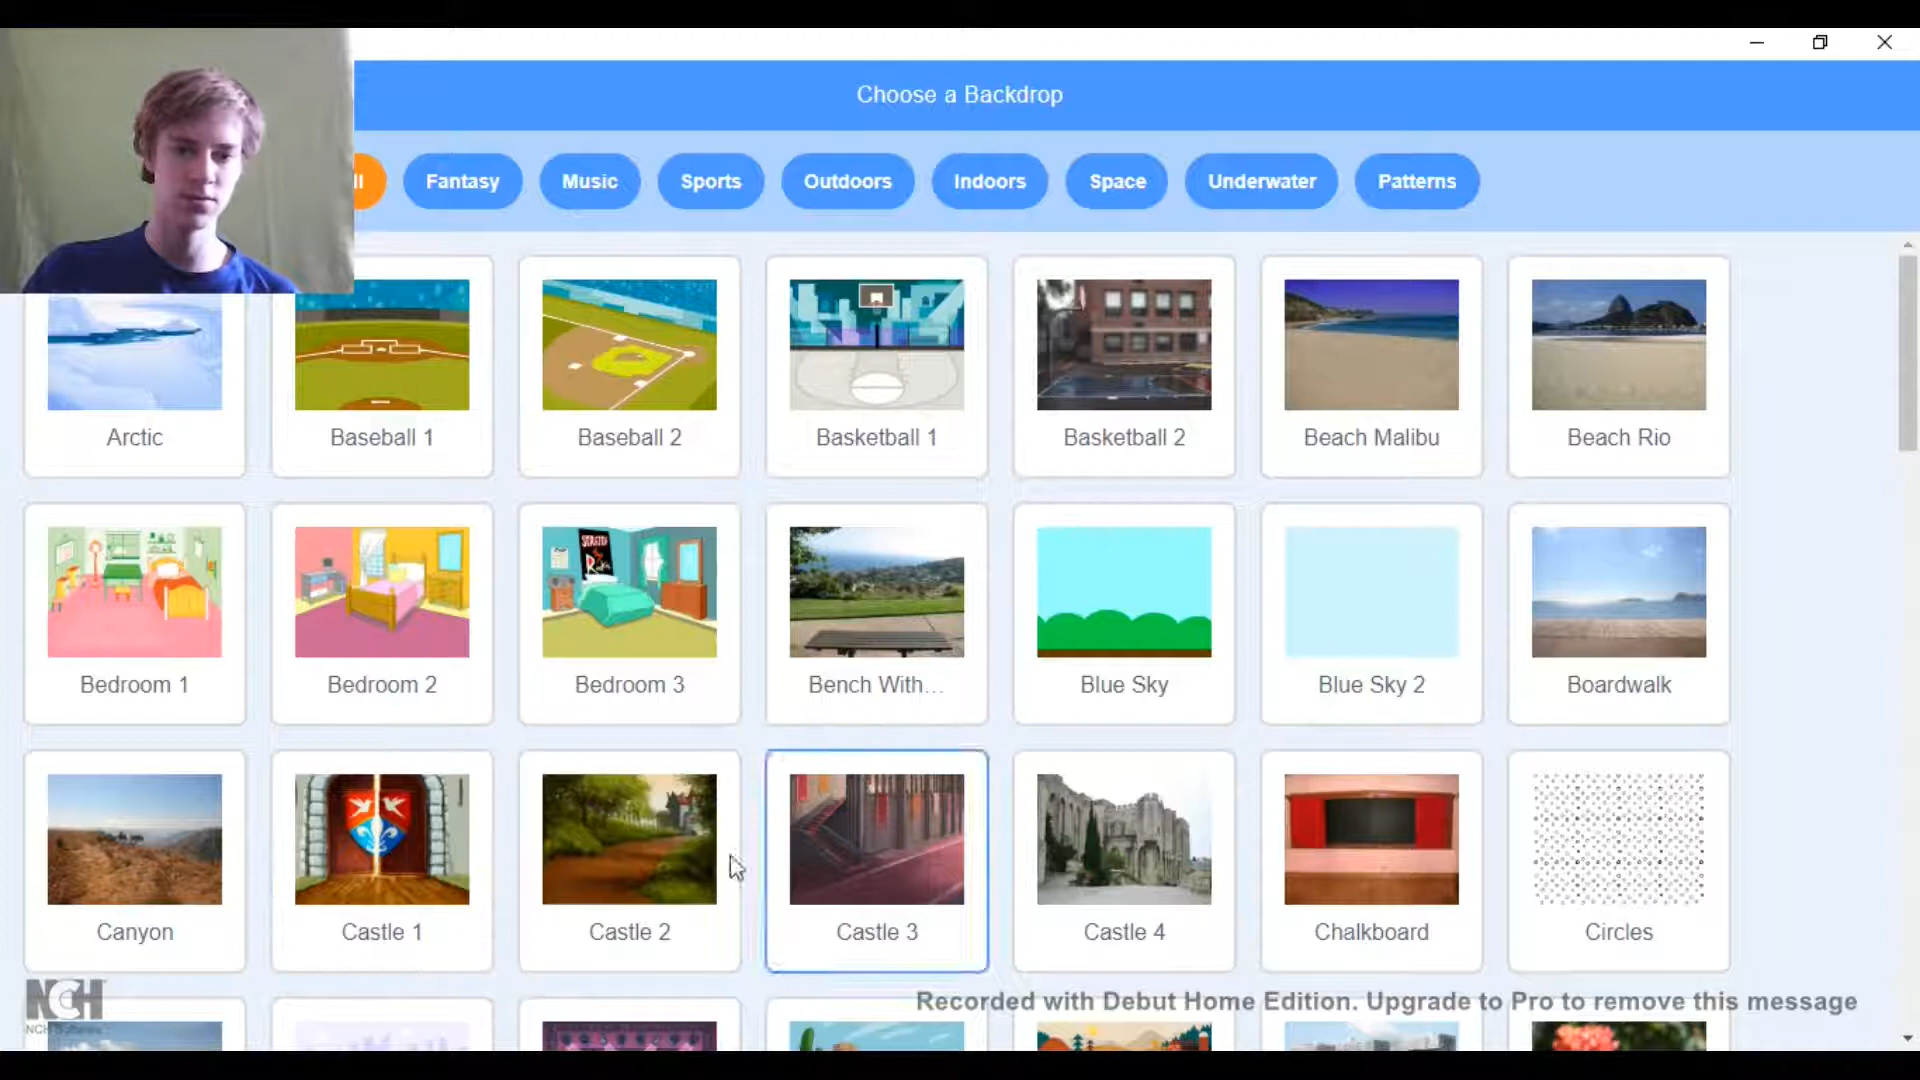 Choose a Backdrop
ll
Fantasy
Music
Sports
Outdoors
Indoors
Space
Underwater
Patterns
Arctic
Baseball 1
Baseball 2
Basketball 1
Basketball 2
Beach Malibu
Beach Rio
Bedroom 1
Bedroom 2
Bedroom 3
Bench With...
Blue Sky
Blue Sky 2
Boardwalk
Canyon
Castle 1
Castle 2
Castle 3
Castle 4
Chalkboard
Circles
NCH
NCH Software
Recorded with Debut Home Edition. Upgrade to Pro to remove this message